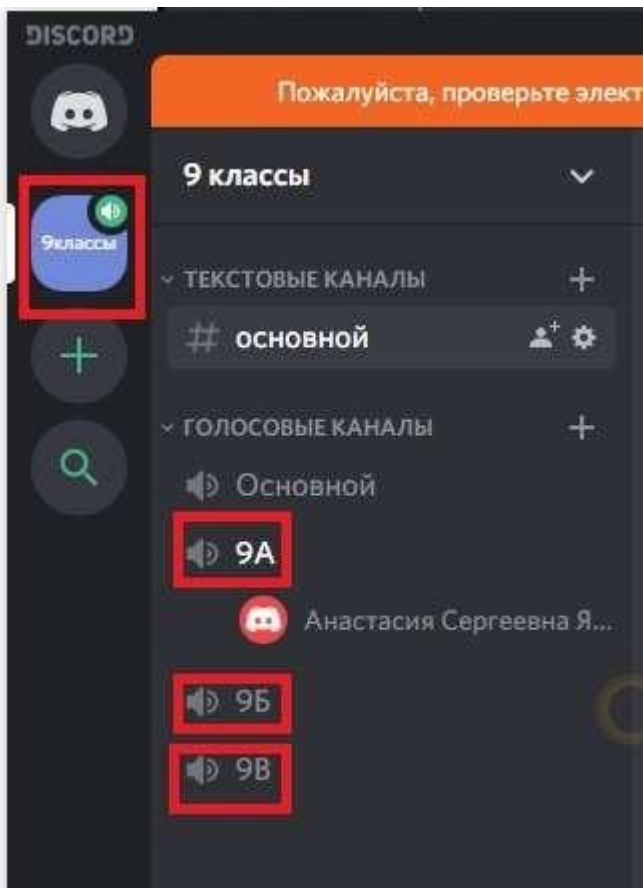 DISCORD
Пожалуйста, проверьте элект
9 классы
9классы
ТЕКСТОВЫЕ КАНАЛЫ
# основной
ГОЛОСОВЫЕ КАНАЛЫ
Основной
9А
Анастасия Сергеевна Я...
9Б
9В